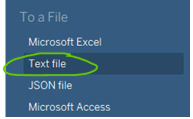 To a File
Microsoft Excel
Text file
JSON file
Microsoft Access